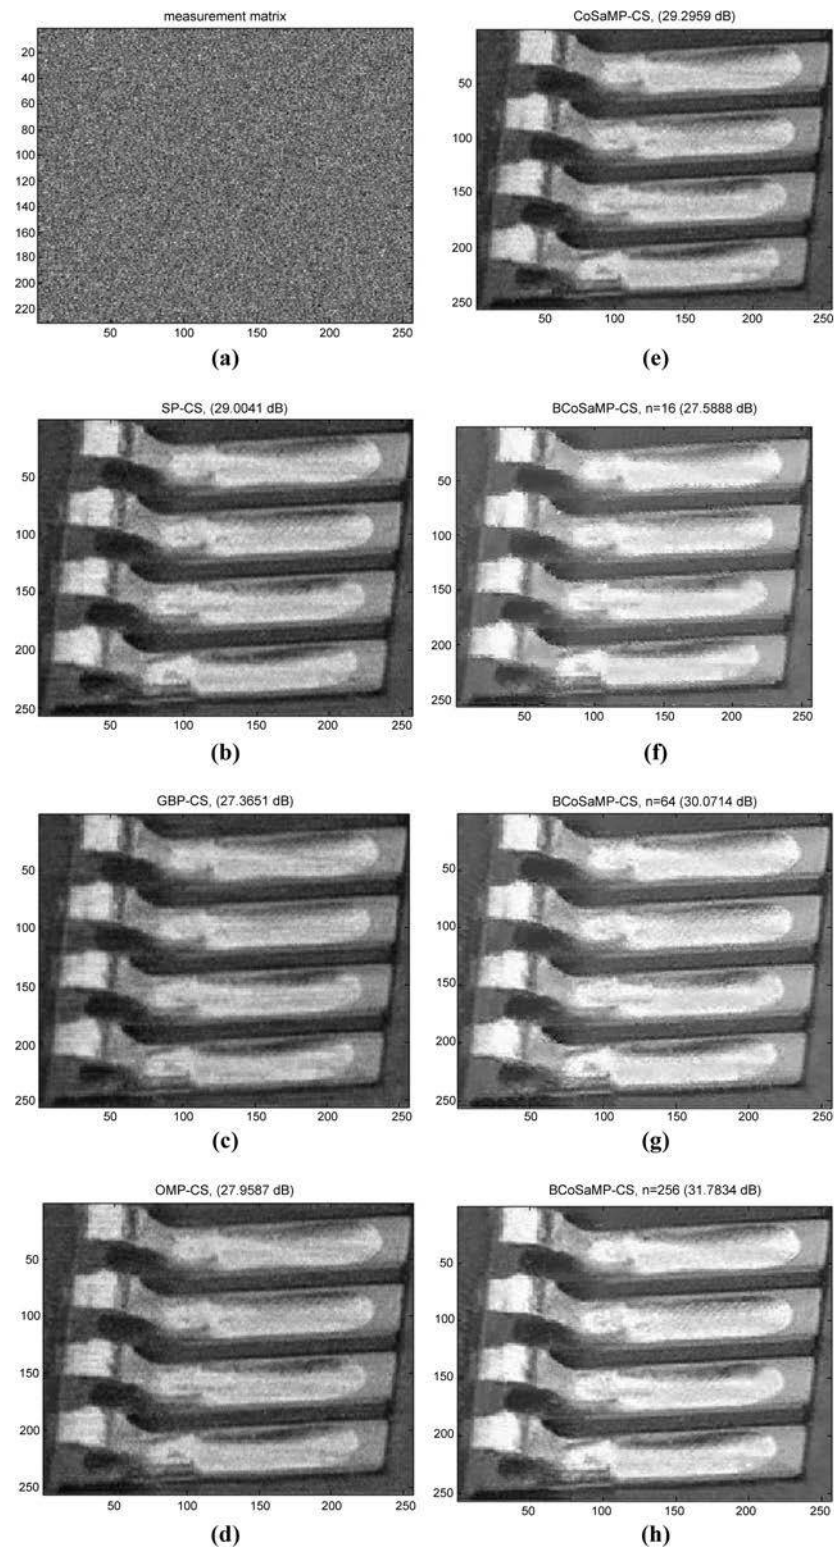 measurement matrix
20
40
60
80
100
120
140
160
180
200
220
50 100 150 200 250
(a)
CoSaMP-CS, (29.2959 dB)
50
100
150
200
250
50 100 150 200 250
(e)
SP-CS, (29.0041 dB)
50
100
150
200
250
50 100 150 200 250
(b)
BCoSaMP-CS, n=16 (27.5888 dB)
50
100
150
200
250
50 100 150 200 250
(f)
GBP-CS, (27.3651 dB)
50
100
150
200
250
50 100 150 200 250
(c)
BCoSaMP-CS, n=64 (30.0714 dB)
50
100
150
200
250
50 100 150 200 250
(g)
OMP-CS, (27.9587 dB)
50
100
150
200
250
50 100 150 200 250
(d)
BCoSaMP-CS, n=256 (31.7834 dB)
50
100
150
200
250
50 100 150 200 250
(h)